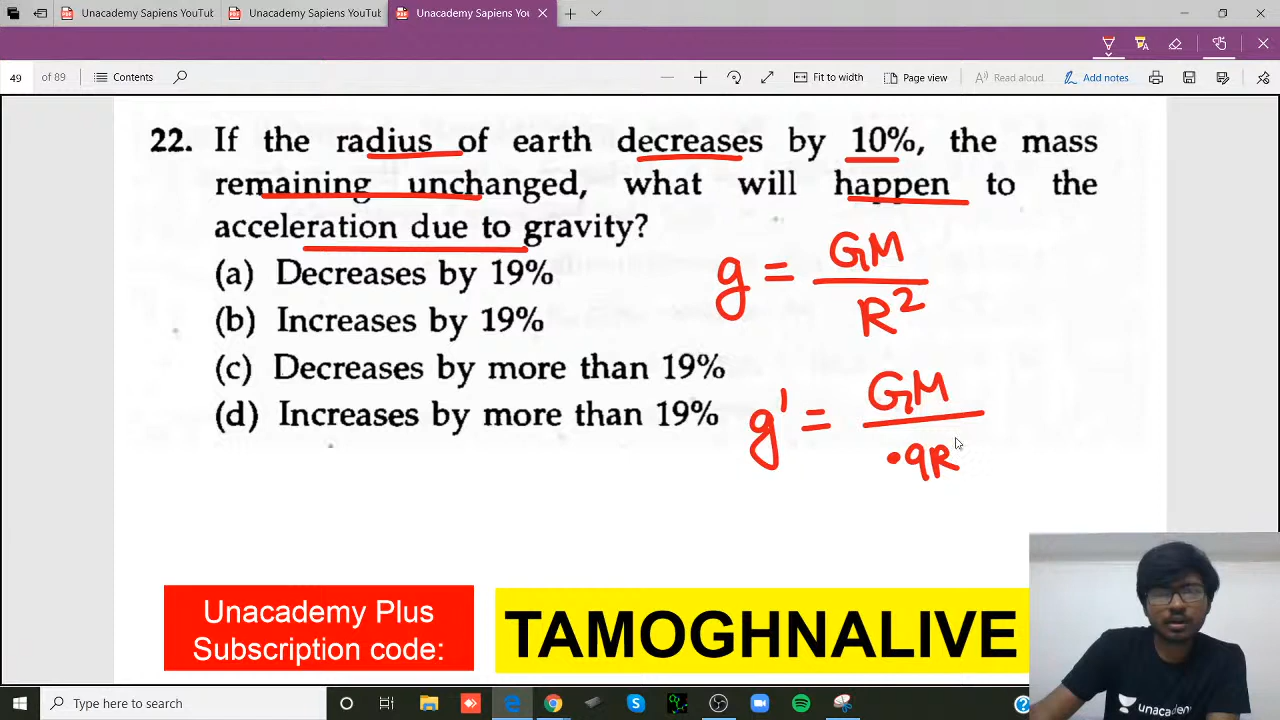 Unacademy Sapiens YouTuT
Unacademy Sapiens YouTuT
Unacademy Sapiens YouTuT
49 of 89
Contents
Fit to width
Page view
Read aloud
Add notes
22. If the radius of earth decreases by 10%, the mass
remaining unchanged, what will happen to the
acceleration due to gravity?
(a) Decreases by 19%
(b) Increases by 19%
(c) Decreases by more than 19%
(d) Increases by more than 19%
g = GM
R²
g' = GM
.9R
Unacademy Plus
Subscription code:
TAMOGHNALIVE
unacademy
Type here to search